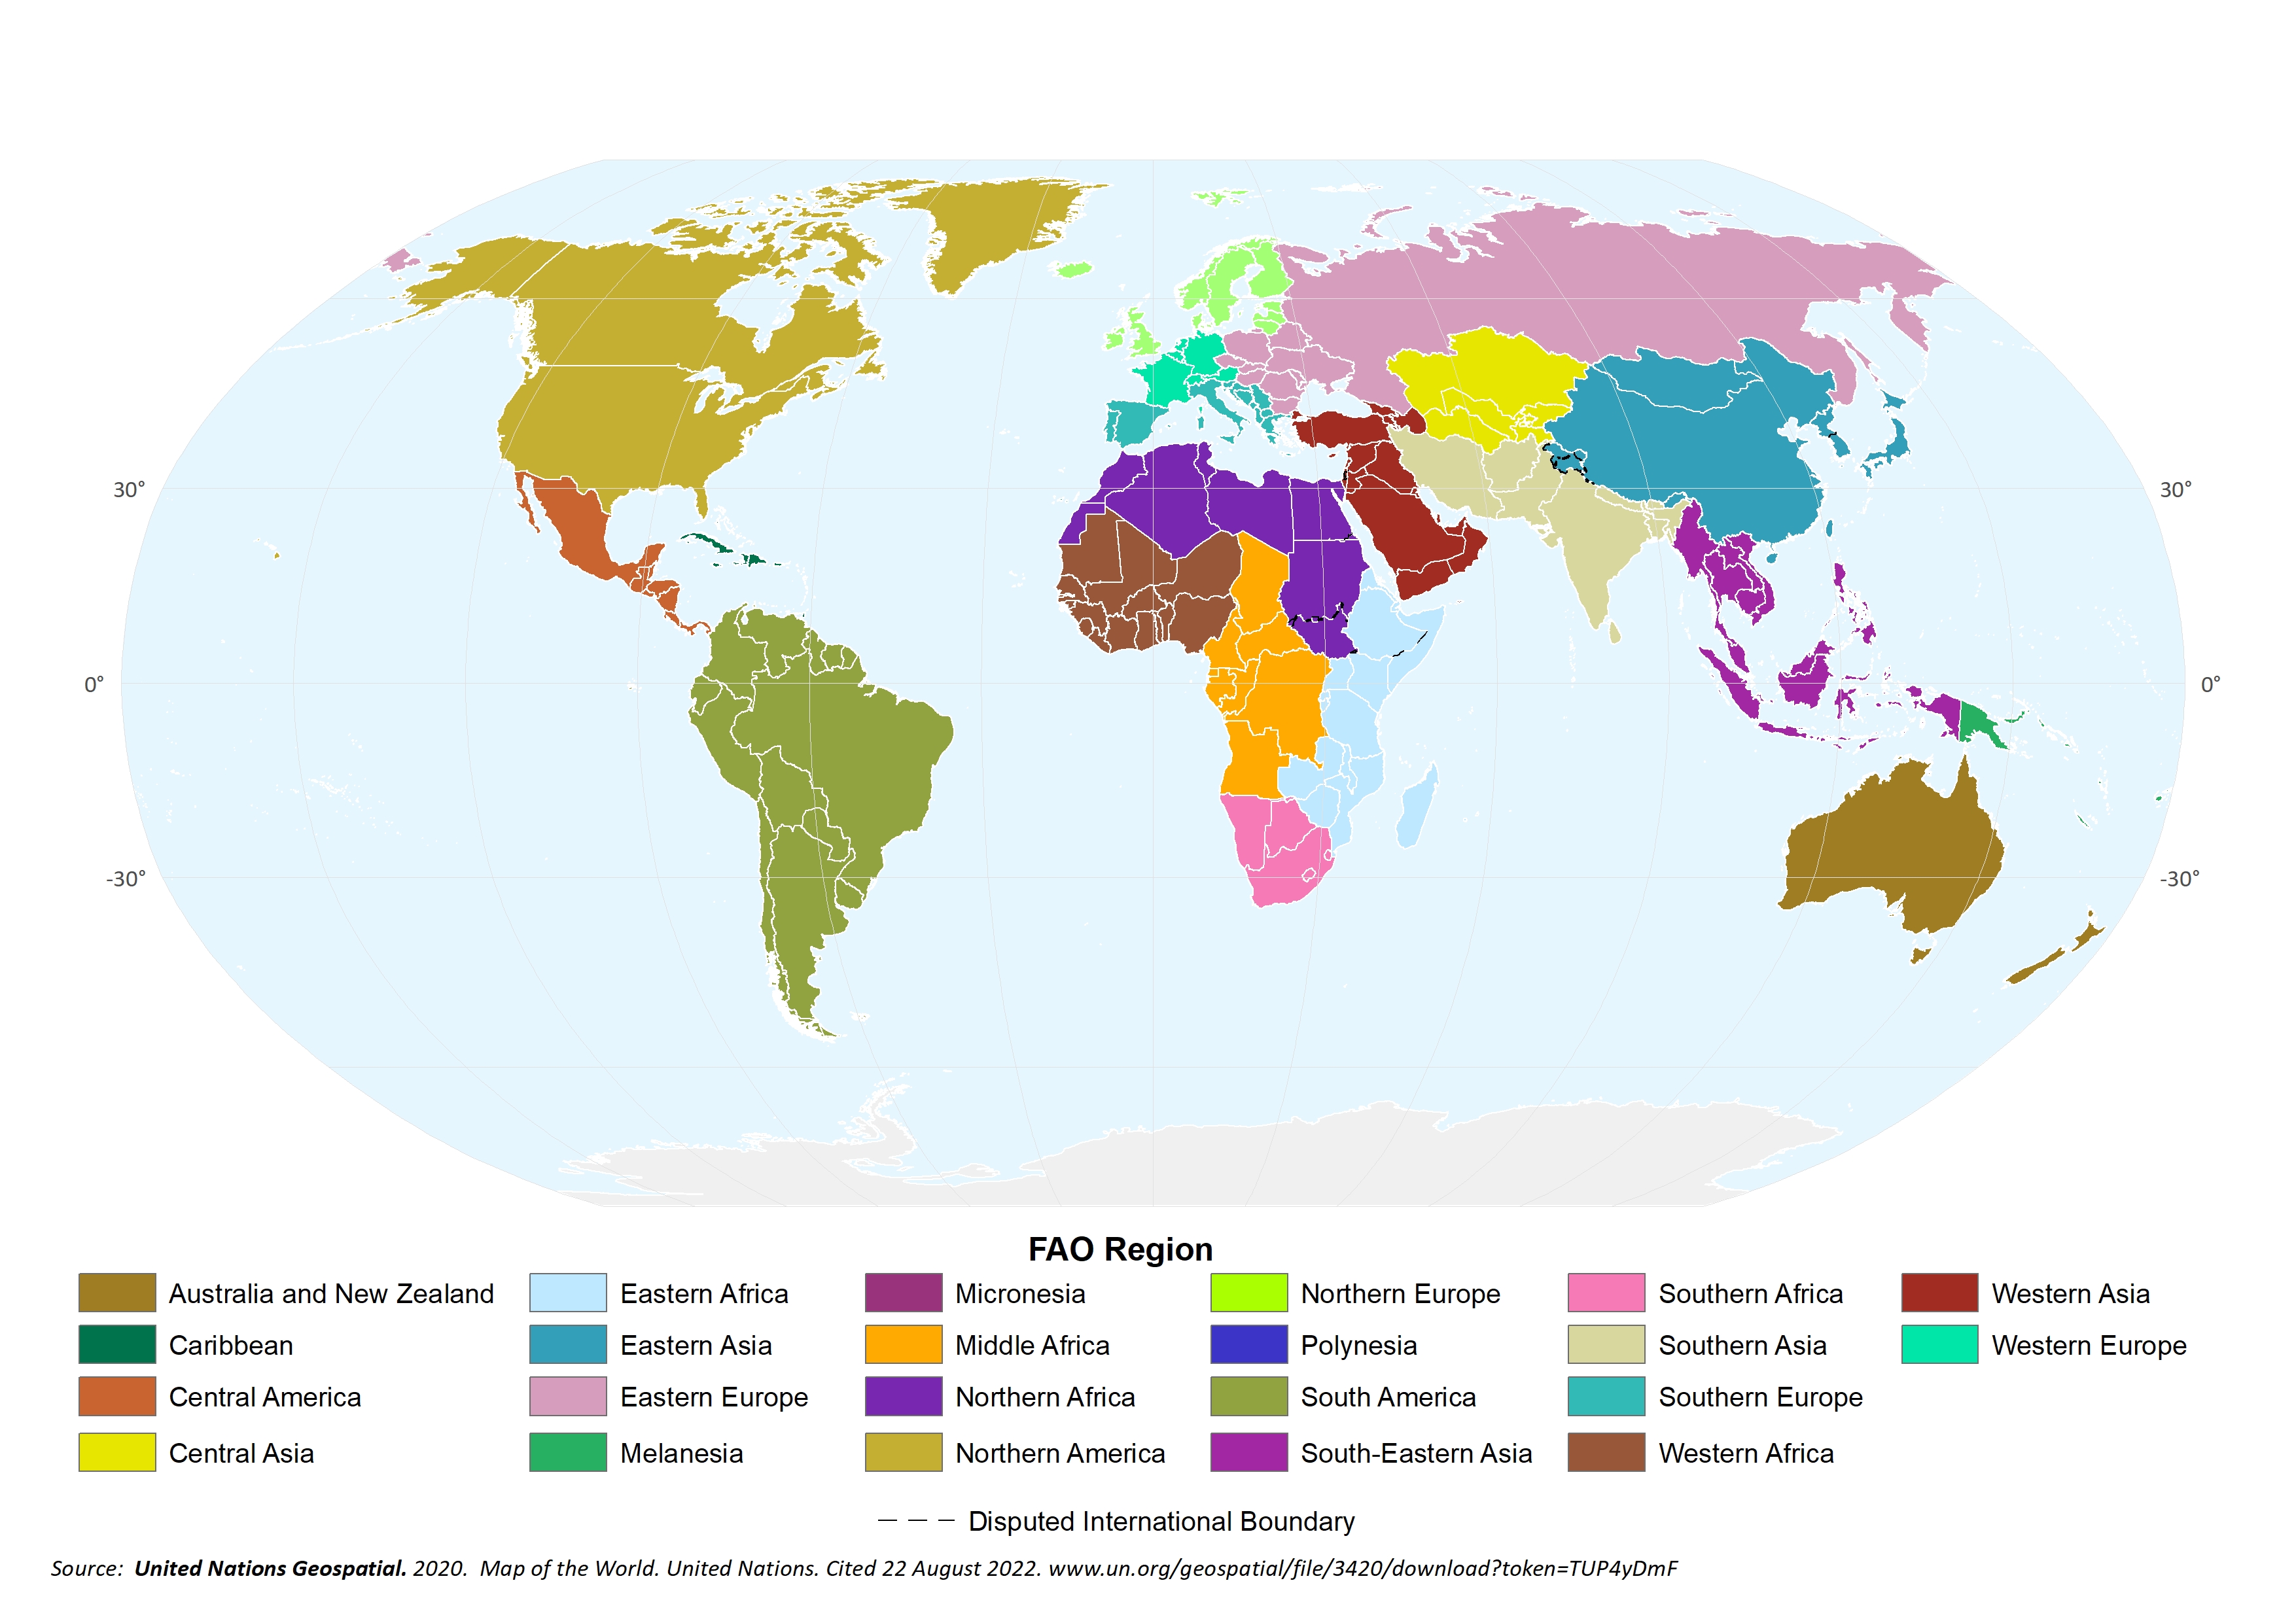 30°
30°
0°
0°
-30°
-30°
FAO Region
Australia and New Zealand
Eastern Africa
Micronesia
Northern Europe
Southern Africa
Western Asia
Caribbean
Eastern Asia
Middle Africa
Polynesia
Southern Asia
Western Europe
Central America
Eastern Europe
Northern Africa
South America
Southern Europe
Central Asia
Melanesia
Northern America
South-Eastern Asia
Western Africa
Disputed International Boundary
Source: United Nations Geospatial. 2020. Map of the World. United Nations. Cited 22 August 2022. www.un.org/geospatial/file/3420/download?token=TUP4yDmF